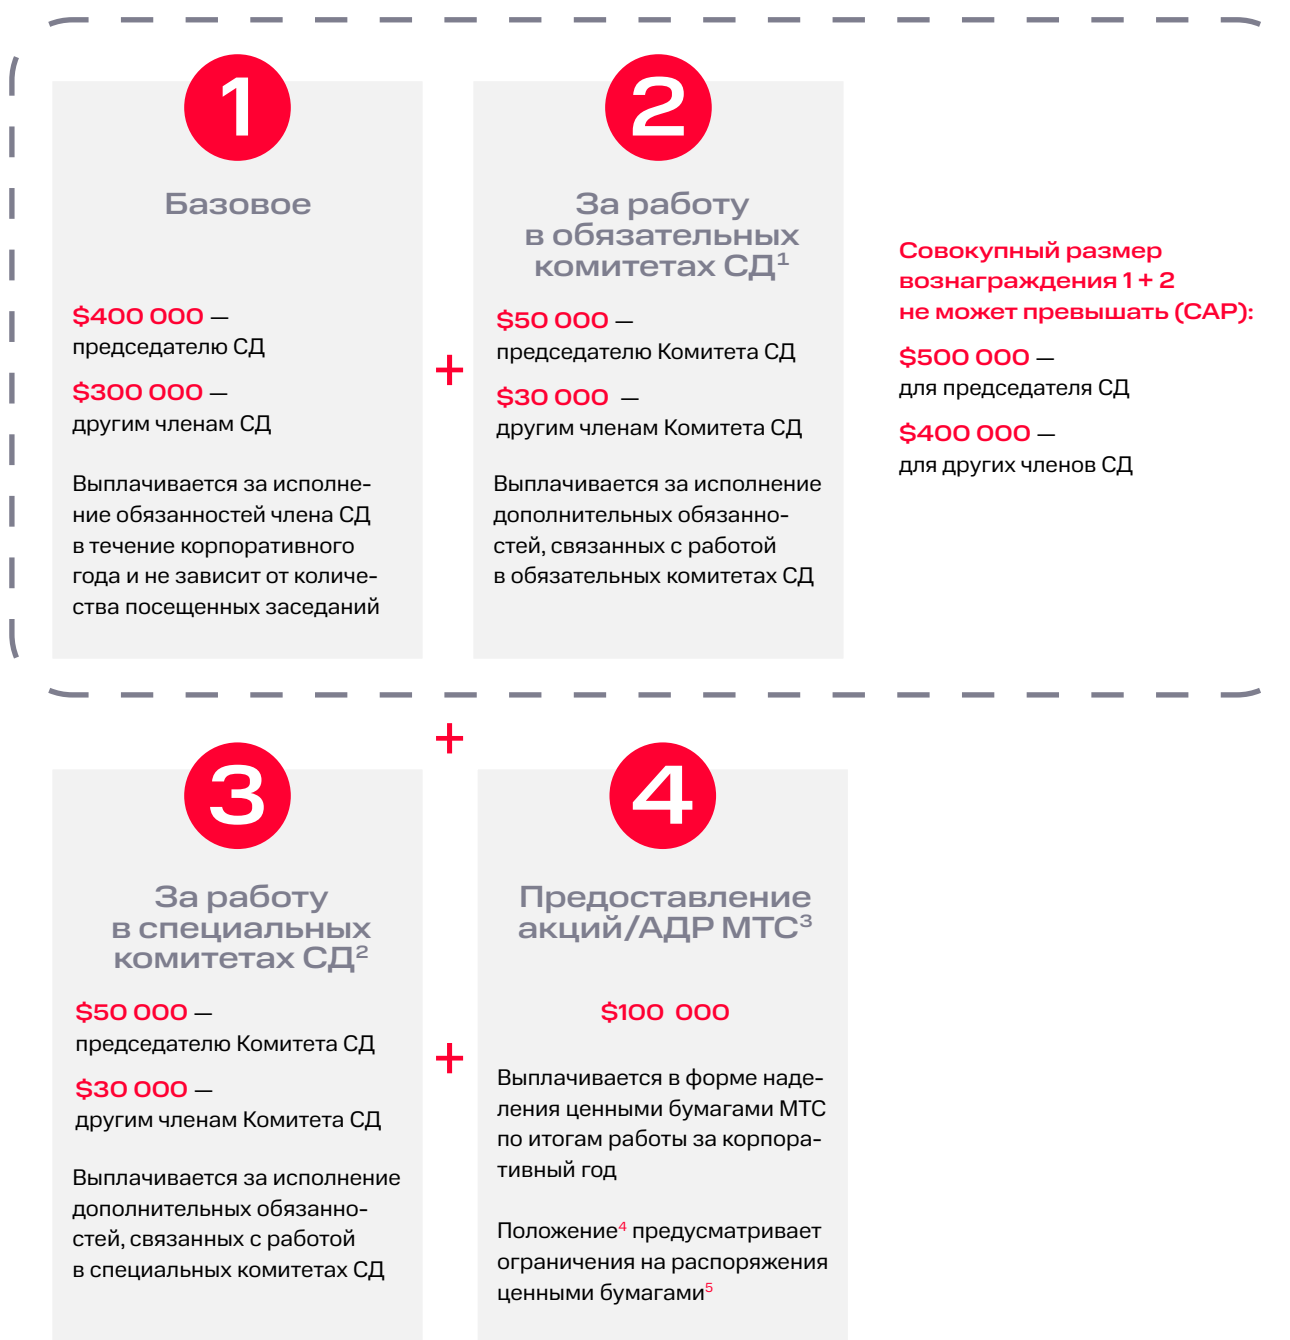 1
Базовое
$400 000 —
председателю СД
$300 000 —
другим членам СД
Выплачивается за исполне-
ние обязанностей члена СД
в течение корпоративного
года и не зависит от количе-
ства посещенных заседаний
+
2
За работу
в обязательных
комитетах СД¹
$50 000 —
председателю Комитета СД
$30 000 —
другим членам Комитета СД
Выплачивается за исполнение
дополнительных обязанно-
стей, связанных с работой
в обязательных комитетах СД
Совокупный размер
вознаграждения 1 + 2
не может превышать (CAP):
$500 000 —
для председателя СД
$400 000 —
для других членов СД
+
3
За работу
в специальных
комитетах СД²
$50 000 —
председателю Комитета СД
$30 000 —
другим членам Комитета СД
Выплачивается за исполнение
дополнительных обязанно-
стей, связанных с работой
в специальных комитетах СД
+
4
Предоставление
акций/АДР МТС³
$100 000
Выплачивается в форме наде-
ления ценными бумагами МТС
по итогам работы за корпора-
тивный год
Положение⁴ предусматривает
ограничения на распоряжения
ценными бумагами⁵